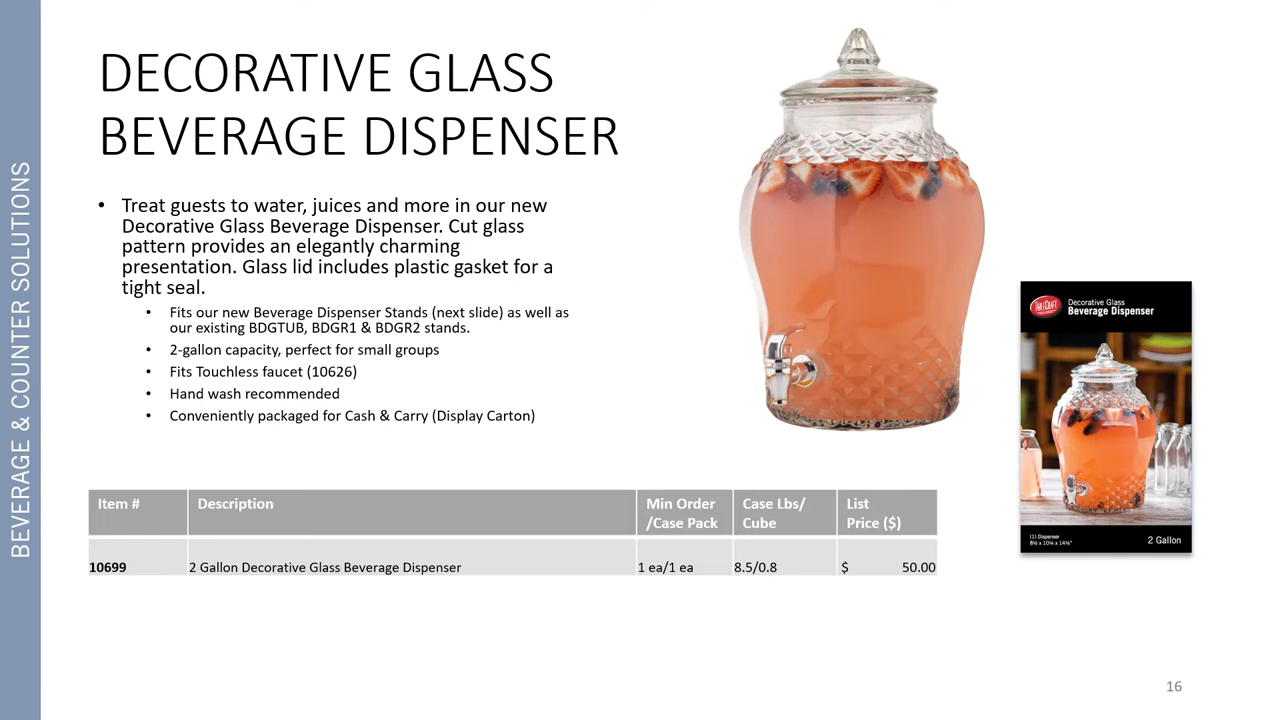 DECORATIVE GLASS
BEVERAGE DISPENSER
BEVERAGE & COUNTER SOLUTIONS
• Treat guests to water, juices and more in our new
Decorative Glass Beverage Dispenser. Cut glass
pattern provides an elegantly charming
presentation. Glass lid includes plastic gasket for a
tight seal.
• Fits our new Beverage Dispenser Stands (next slide) as well as
our existing BDGTUB, BDGR1 & BDGR2 stands.
• 2-gallon capacity, perfect for small groups
• Fits Touchless faucet (10626)
• Hand wash recommended
• Conveniently packaged for Cash & Carry (Display Carton)
TABLECRAFT
Decorative Glass
Beverage Dispenser
(1) Dispenser
2 Gallon
Item # Description Min Order /Case Pack Case Lbs/ Cube List Price ($)
10699 2 Gallon Decorative Glass Beverage Dispenser 1 ea/1 ea 8.5/0.8 $ 50.00
16